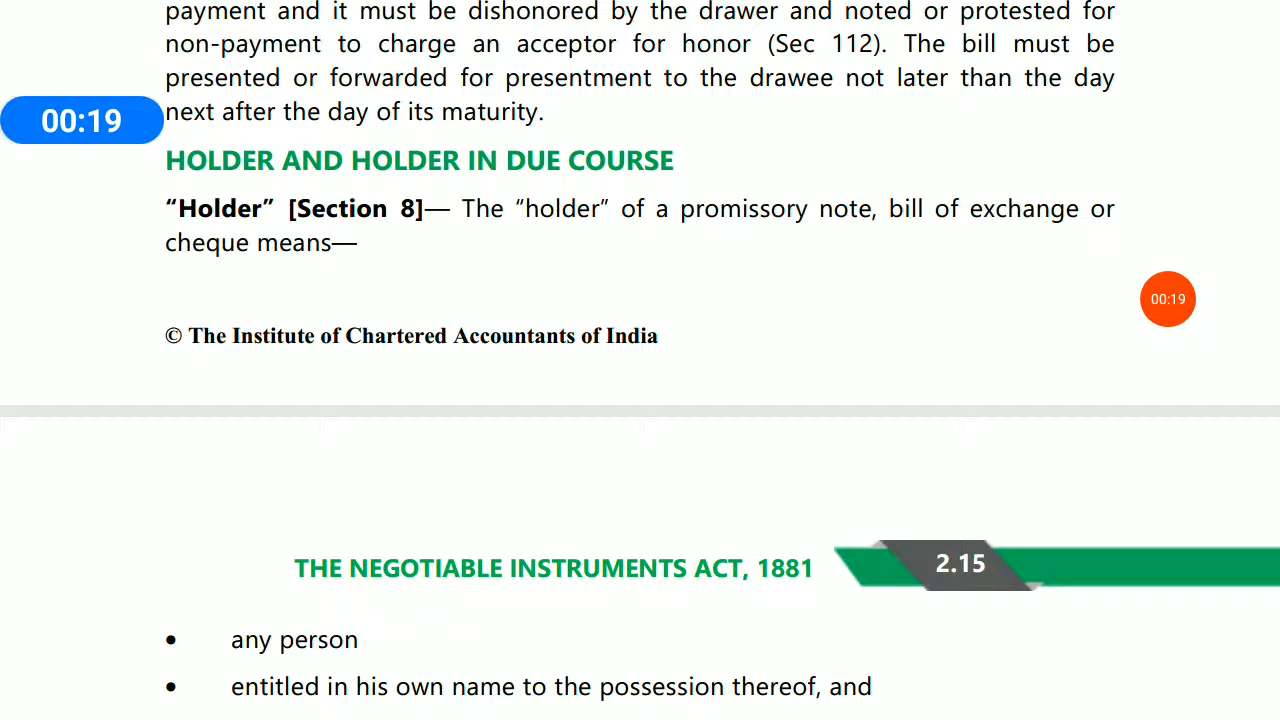 payment and it must be dishonored by the drawer and noted or protested for
non-payment to charge an acceptor for honor (Sec 112). The bill must be
presented or forwarded for presentment to the drawee not later than the day
00:19
next after the day of its maturity.
HOLDER AND HOLDER IN DUE COURSE
“Holder” [Section 8]— The “holder” of a promissory note, bill of exchange or
cheque means—
00:19
© The Institute of Chartered Accountants of India
THE NEGOTIABLE INSTRUMENTS ACT, 1881
2.15
• any person
• entitled in his own name to the possession thereof, and